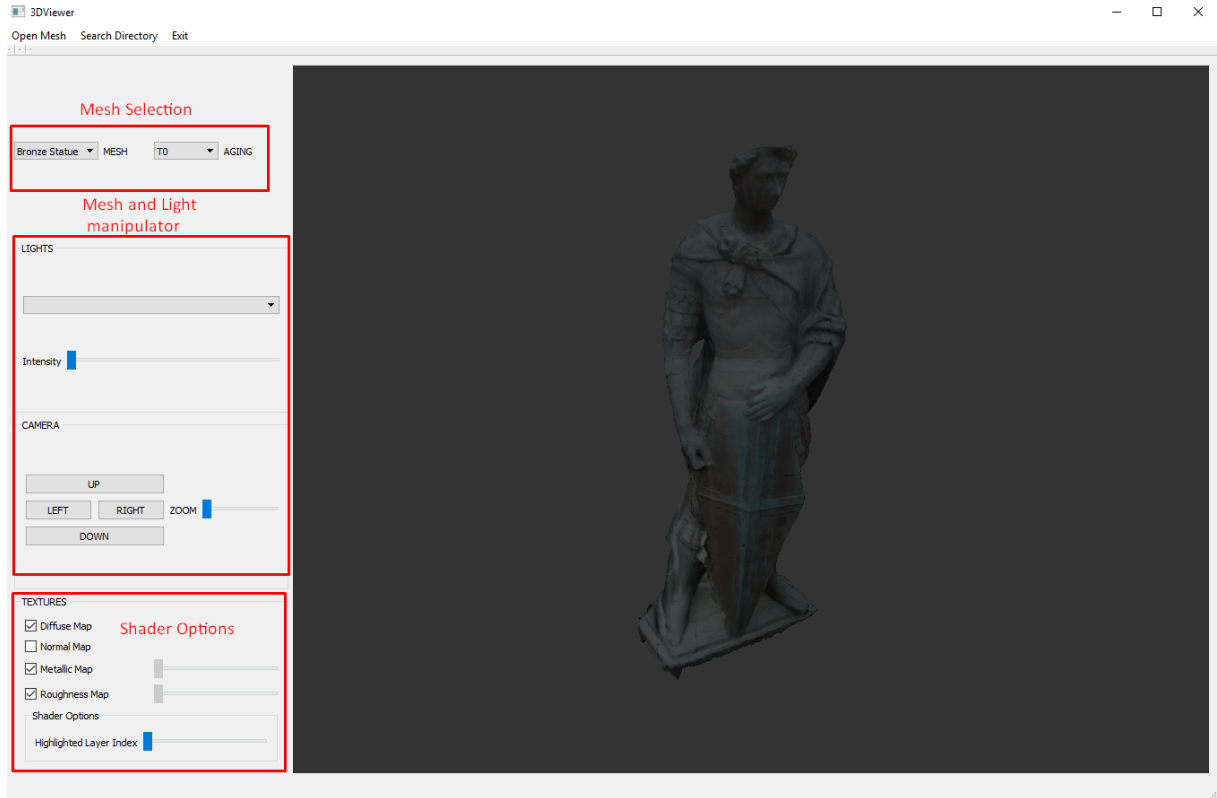 3DViewer
Open Mesh Search Directory Exit
Mesh Selection
Bronze Statue MESH T0 AGING
Mesh and Light
manipulator
LIGHTS
Intensity
CAMERA
UP
LEFT RIGHT ZOOM
DOWN
TEXTURES
Diffuse Map
Shader Options
Normal Map
Metallic Map
Roughness Map
Shader Options
Highlighted Layer Index